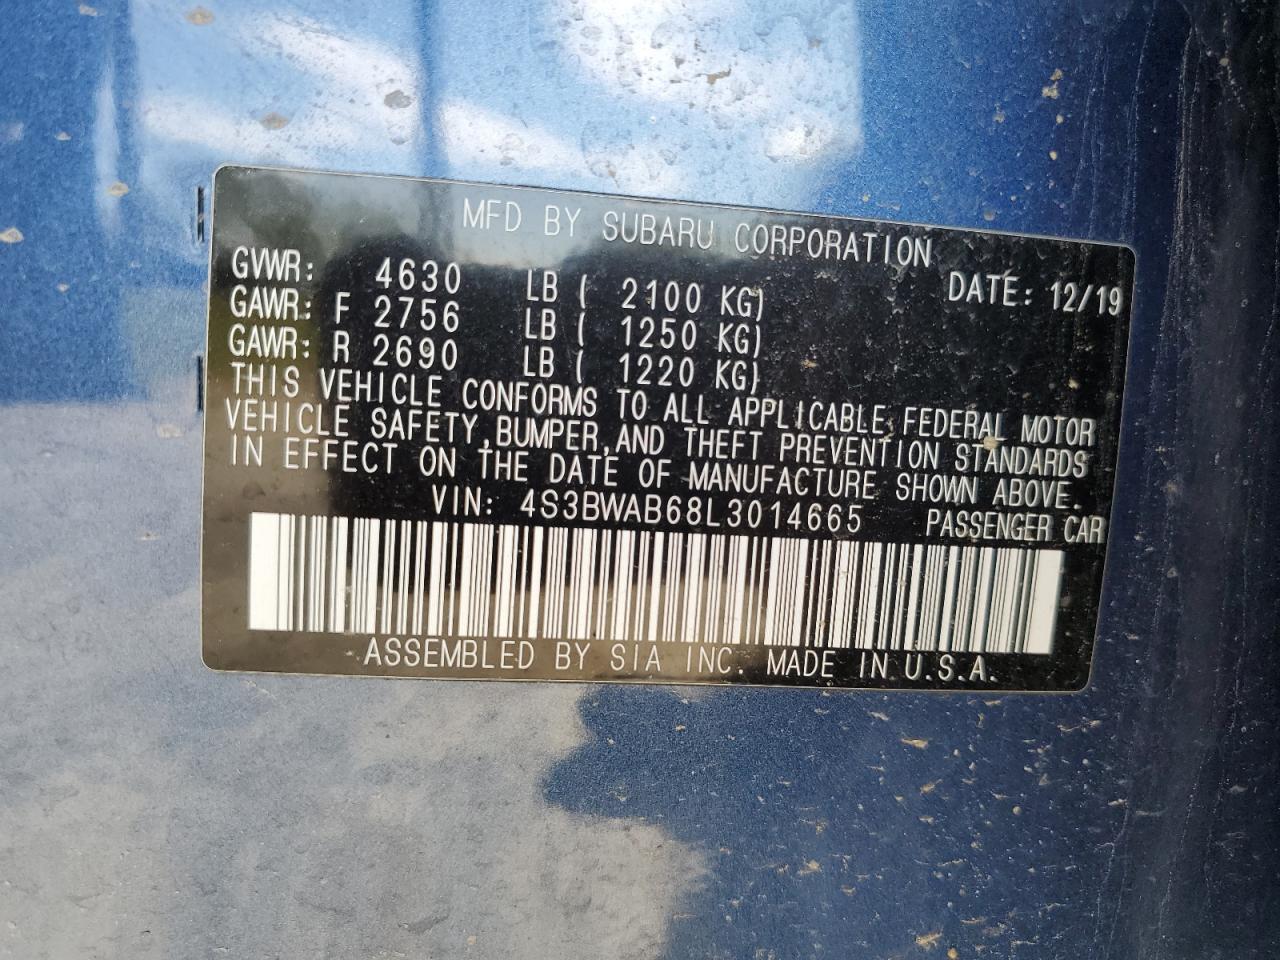 MFD BY SUBARU CORPORATION
GVWR: 4630 LB ( 2100 KG) DATE: 12/19
GAWR: F 2756 LB ( 1250 KG)
GAWR: R 2690 LB ( 1220 KG)
THIS VEHICLE CONFORMS TO ALL APPLICABLE FEDERAL MOTOR
VEHICLE SAFETY, BUMPER, AND THEFT PREVENTION STANDARDS
IN EFFECT ON THE DATE OF MANUFACTURE SHOWN ABOVE.
VIN: 4S3BWAB68L3014665 PASSENGER CAR
ASSEMBLED BY SIA INC. MADE IN U.S.A.